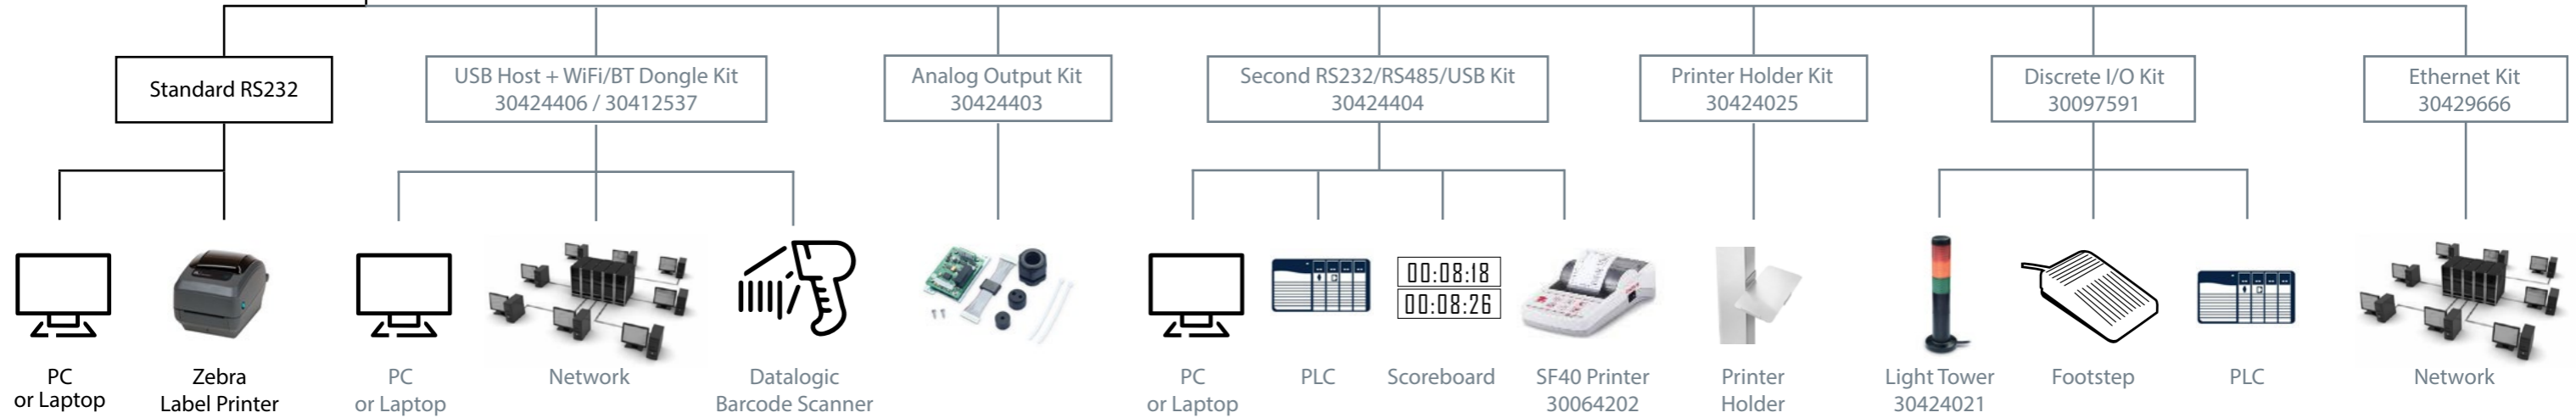 Standard RS232
USB Host + WiFi/BT Dongle Kit
30424406 / 30412537
Analog Output Kit
30424403
Second RS232/RS485/USB Kit
30424404
Printer Holder Kit
30424025
Discrete I/O Kit
30097591
Ethernet Kit
30429666
00:08:18
00:08:26
PC
or Laptop
Zebra
Label Printer
PC
or Laptop
Network
Datalogic
Barcode Scanner
PC
or Laptop
PLC
Scoreboard
SF40 Printer
30064202
Printer
Holder
Light Tower
30424021
Footstep
PLC
Network